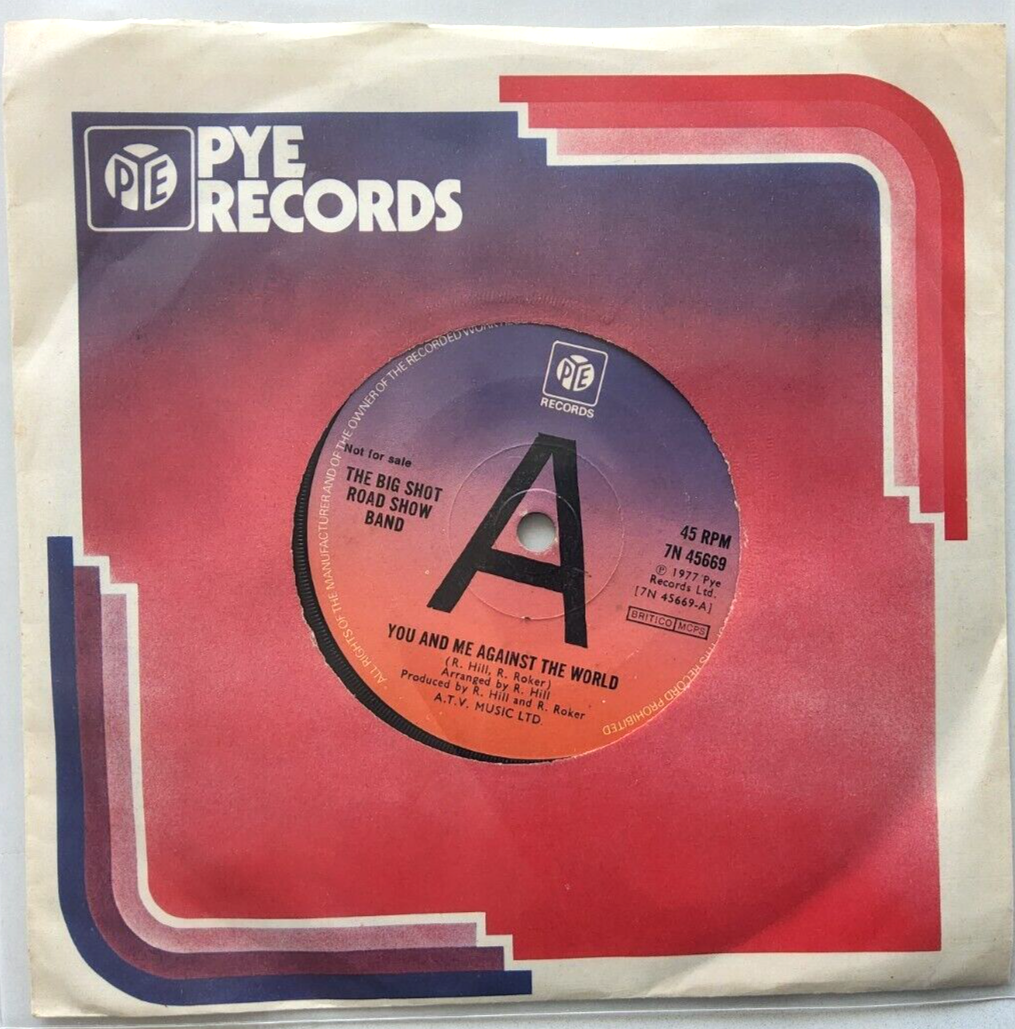 PYE
PYE
RECORDS
PYE
RECORDS
ALL RIGHTS OF THE MANUFACTURER AND OF THE OWNER OF THE RECORDED WORK
Not for sale
THE BIG SHOT
ROAD SHOW
BAND
A
45 RPM
7N 45669
℗ 1977 Pye
Records Ltd.
[7N 45669-A]
BRITICO MCPS
YOU AND ME AGAINST THE WORLD
(R. Hill, R. Roker)
Arranged by R. Hill
Produced by R. Hill and R. Roker
A.T.V. MUSIC LTD.
THIS RECORD PROHIBITED